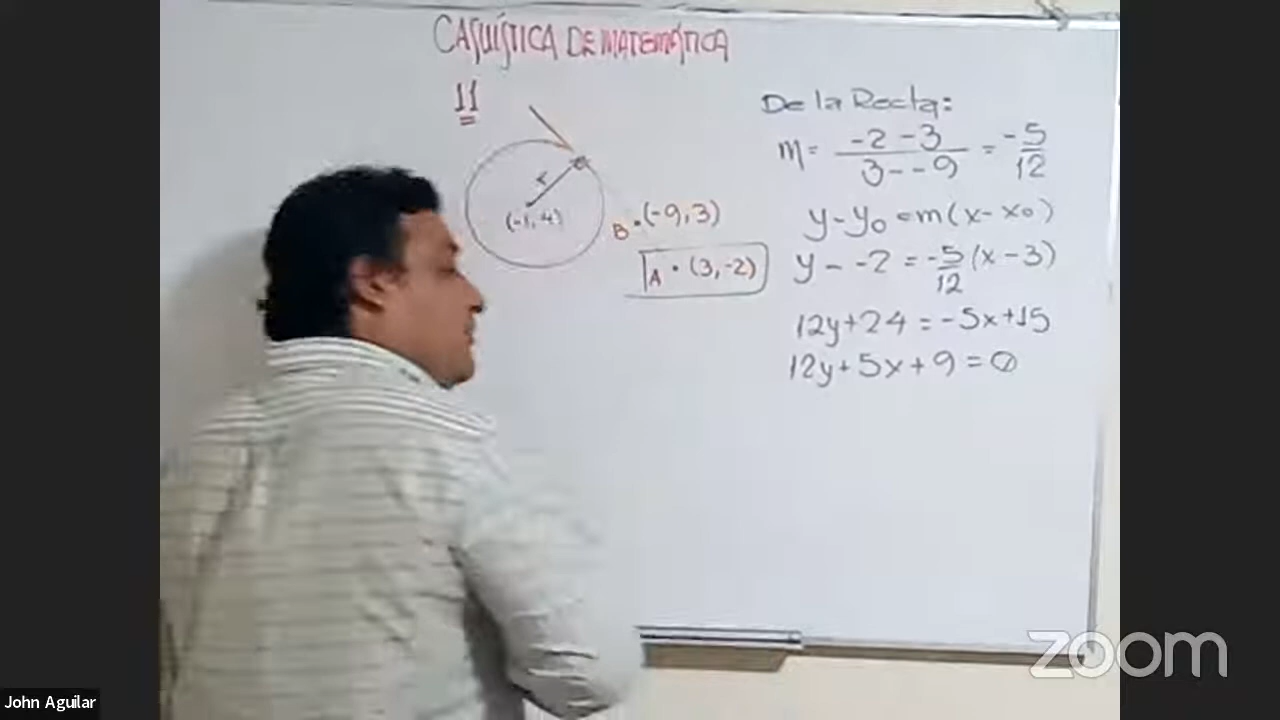 CASUÍSTICA DE MATEMÁTICA
11
r
(-1,4)
B • (-9,3)
A • (3,-2)
De la Recta:
m = -2 -3 / 3 - -9 = -5/12
y - y₀ = m(x - x₀)
y - -2 = -5/12 (x - 3)
12y + 24 = -5x + 15
12y + 5x + 9 = 0
zoom
John Aguilar